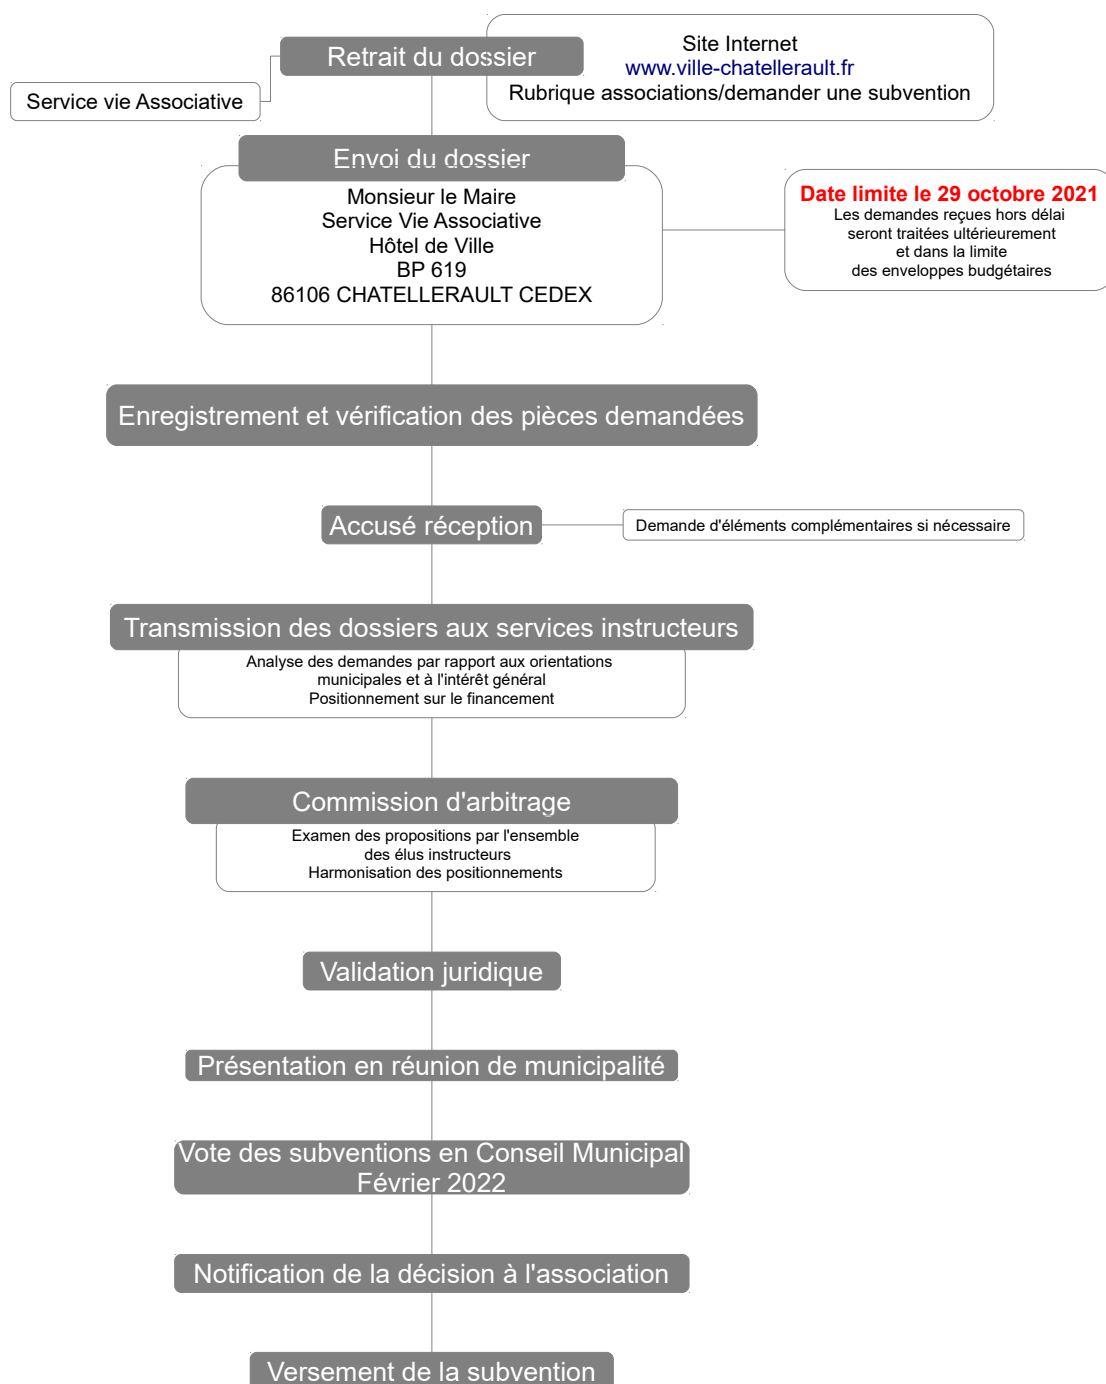 Retrait du dossier
Service vie Associative
Site Internet
www.ville-chatellerault.fr
Rubrique associations/demander une subvention
Envoi du dossier
Monsieur le Maire
Service Vie Associative
Hôtel de Ville
BP 619
86106 CHATELLERAULT CEDEX
Date limite le 29 octobre 2021
Les demandes reçues hors délai
seront traitées ultérieurement
et dans la limite
des enveloppes budgétaires
Enregistrement et vérification des pièces demandées
Accusé réception
Demande d'éléments complémentaires si nécessaire
Transmission des dossiers aux services instructeurs
Analyse des demandes par rapport aux orientations
municipales et à l'intérêt général
Positionnement sur le financement
Commission d'arbitrage
Examen des propositions par l'ensemble
des élus instructeurs
Harmonisation des positionnements
Validation juridique
Présentation en réunion de municipalité
Vote des subventions en Conseil Municipal
Février 2022
Notification de la décision à l'association
Versement de la subvention